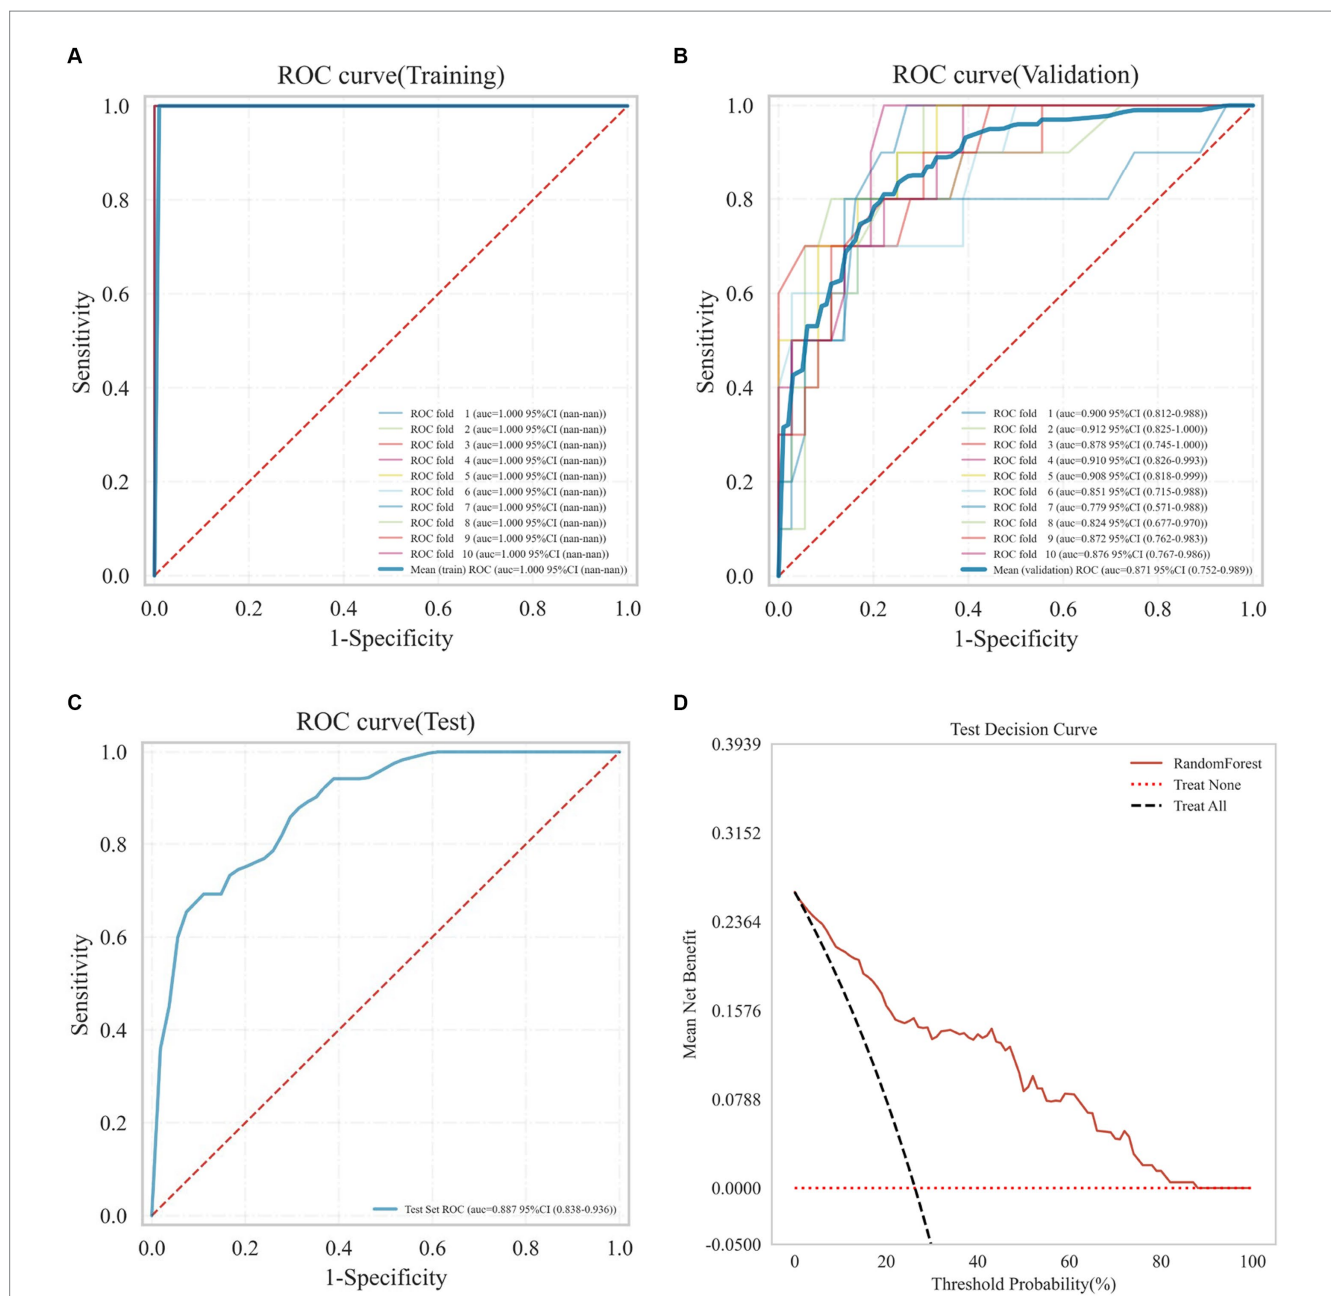 A
ROC curve(Training)
1.0
0.8
0.6
0.4
0.2
0.0
Sensitivity
ROC fold 1 (auc=1.000 95%CI (nan-nan))
ROC fold 2 (auc=1.000 95%CI (nan-nan))
ROC fold 3 (auc=1.000 95%CI (nan-nan))
ROC fold 4 (auc=1.000 95%CI (nan-nan))
ROC fold 5 (auc=1.000 95%CI (nan-nan))
ROC fold 6 (auc=1.000 95%CI (nan-nan))
ROC fold 7 (auc=1.000 95%CI (nan-nan))
ROC fold 8 (auc=1.000 95%CI (nan-nan))
ROC fold 9 (auc=1.000 95%CI (nan-nan))
ROC fold 10 (auc=1.000 95%CI (nan-nan))
Mean (train) ROC (auc=1.000 95%CI (nan-nan))
0.0 0.2 0.4 0.6 0.8 1.0
1-Specificity
B
ROC curve(Validation)
1.0
0.8
0.6
0.4
0.2
0.0
Sensitivity
ROC fold 1 (auc=0.900 95%CI (0.812-0.988))
ROC fold 2 (auc=0.912 95%CI (0.825-1.000))
ROC fold 3 (auc=0.878 95%CI (0.745-1.000))
ROC fold 4 (auc=0.910 95%CI (0.826-0.993))
ROC fold 5 (auc=0.908 95%CI (0.818-0.999))
ROC fold 6 (auc=0.851 95%CI (0.715-0.988))
ROC fold 7 (auc=0.779 95%CI (0.571-0.988))
ROC fold 8 (auc=0.824 95%CI (0.677-0.970))
ROC fold 9 (auc=0.872 95%CI (0.762-0.983))
ROC fold 10 (auc=0.876 95%CI (0.767-0.986))
Mean (validation) ROC (auc=0.871 95%CI (0.752-0.989))
0.0 0.2 0.4 0.6 0.8 1.0
1-Specificity
C
ROC curve(Test)
1.0
0.8
0.6
0.4
0.2
0.0
Sensitivity
Test Set ROC (auc=0.887 95%CI (0.838-0.936))
0.0 0.2 0.4 0.6 0.8 1.0
1-Specificity
D
Test Decision Curve
0.3939
0.3152
0.2364
0.1576
0.0788
0.0000
-0.0500
Mean Net Benefit
RandomForest
Treat None
Treat All
0 20 40 60 80 100
Threshold Probability(%)